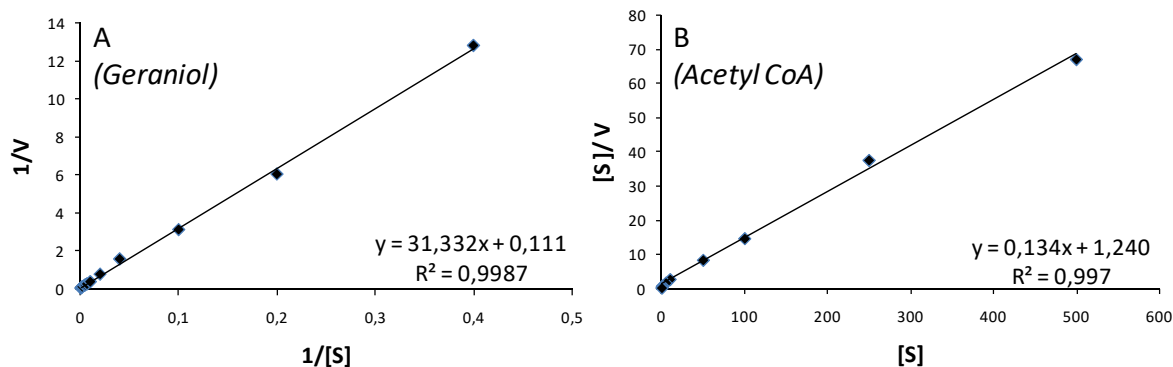 A
(Geraniol)
1/V
14
12
10
8
6
4
2
0
0
0,1
0,2
0,3
0,4
0,5
1/[S]
y = 31,332x + 0,111
R² = 0,9987
B
(Acetyl CoA)
[S]/ V
80
70
60
50
40
30
20
10
0
0
100
200
300
400
500
600
[S]
y = 0,134x + 1,240
R² = 0,997